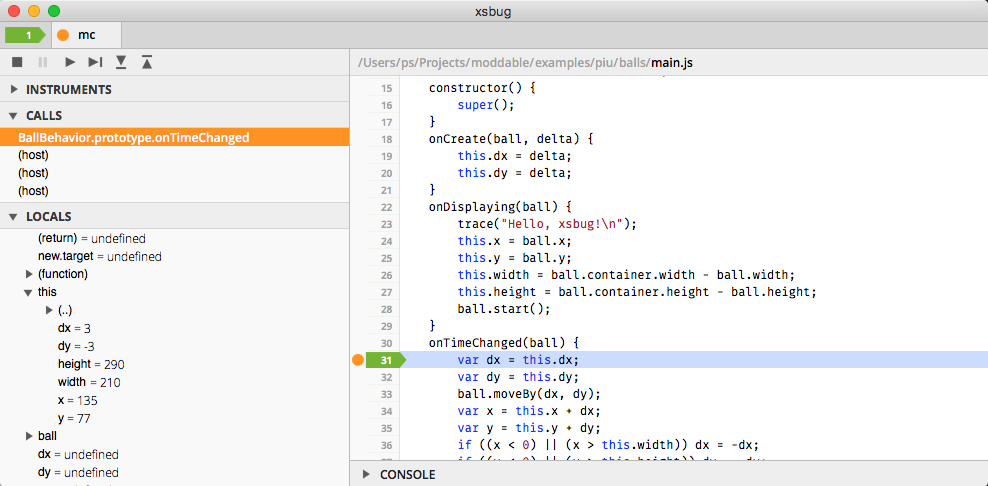 xsbug
1
mc
INSTRUMENTS
CALLS
BallBehavior.prototype.onTimeChanged
(host)
(host)
(host)
LOCALS
(return) = undefined
new.target = undefined
(function)
this
(..)
dx = 3
dy = -3
height = 290
width = 210
x = 135
y = 77
ball
dx = undefined
dy = undefined
/Users/ps/Projects/moddable/examples/piu/balls/main.js
15 constructor() {
16 super();
17 }
18 onCreate(ball, delta) {
19 this.dx = delta;
20 this.dy = delta;
21 }
22 onDisplaying(ball) {
23 trace("Hello, xsbug!\n");
24 this.x = ball.x;
25 this.y = ball.y;
26 this.width = ball.container.width - ball.width;
27 this.height = ball.container.height - ball.height;
28 ball.start();
29 }
30 onTimeChanged(ball) {
31 var dx = this.dx;
32 var dy = this.dy;
33 ball.moveBy(dx, dy);
34 var x = this.x + dx;
35 var y = this.y + dy;
36 if ((x < 0) || (x > this.width)) dx = -dx;
CONSOLE